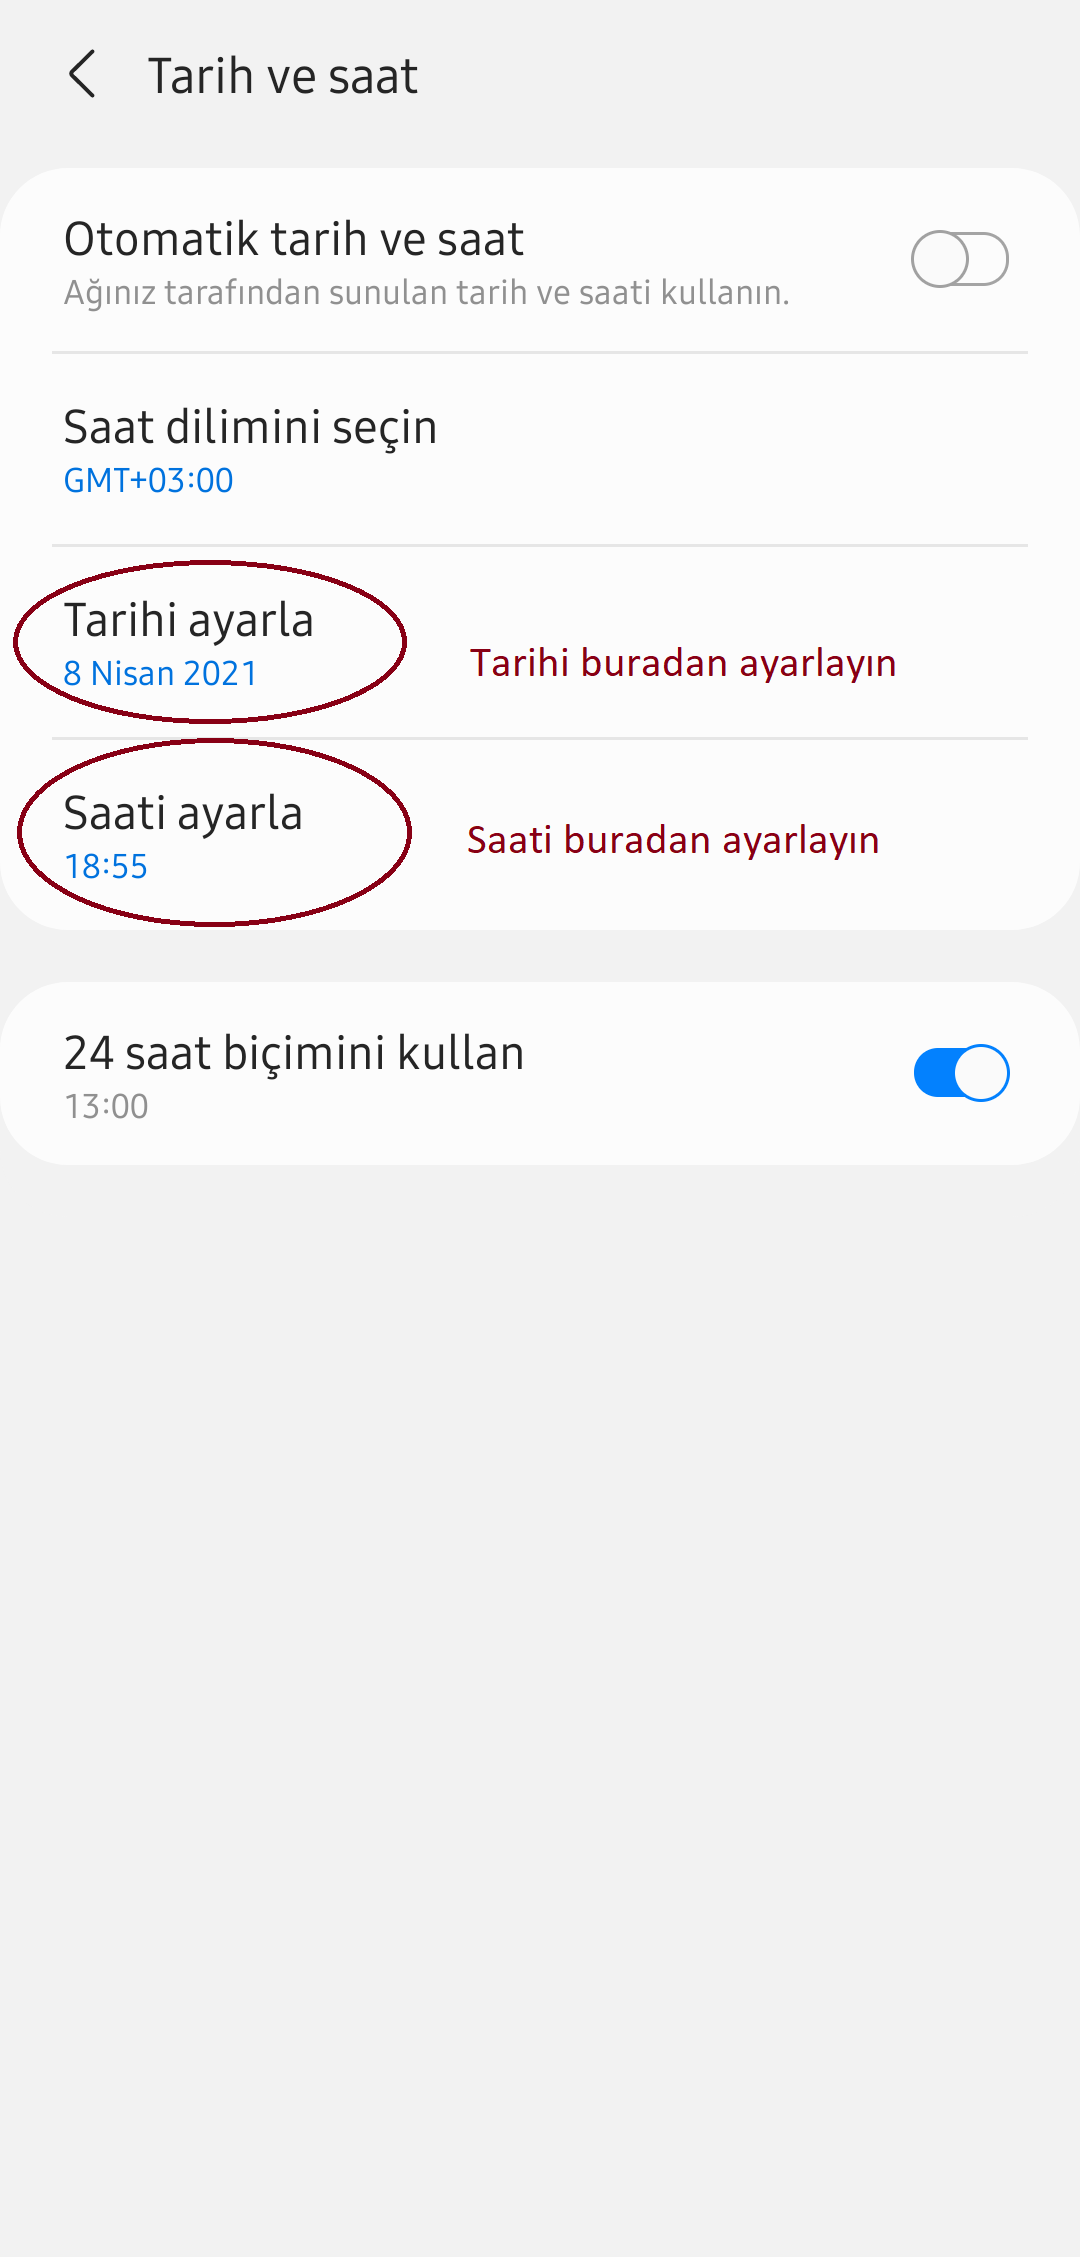 Tarih ve saat
Otomatik tarih ve saat
Ağınız tarafından sunulan tarih ve saati kullanın.
Saat dilimini seçin
GMT+03:00
Tarihi ayarla
8 Nisan 2021
Tarihi buradan ayarlayın
Saati ayarla
18:55
Saati buradan ayarlayın
24 saat biçimini kullan
13:00